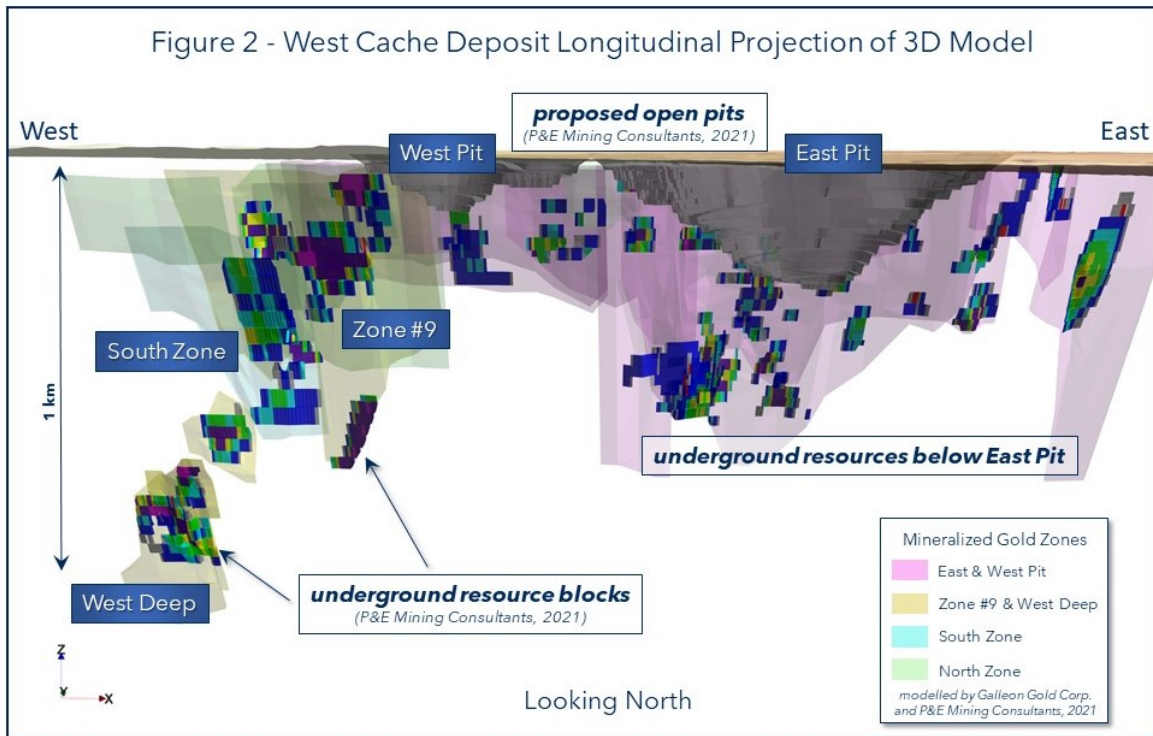 Figure 2 - West Cache Deposit Longitudinal Projection of 3D Model
West
proposed open pits
(P&E Mining Consultants, 2021)
East
West Pit
East Pit
Zone #9
South Zone
1 km
underground resources below East Pit
underground resource blocks
(P&E Mining Consultants, 2021)
West Deep
Mineralized Gold Zones
East & West Pit
Zone #9 & West Deep
South Zone
North Zone
modelled by Galleon Gold Corp.
and P&E Mining Consultants, 2021
Z
Y
X
Looking North